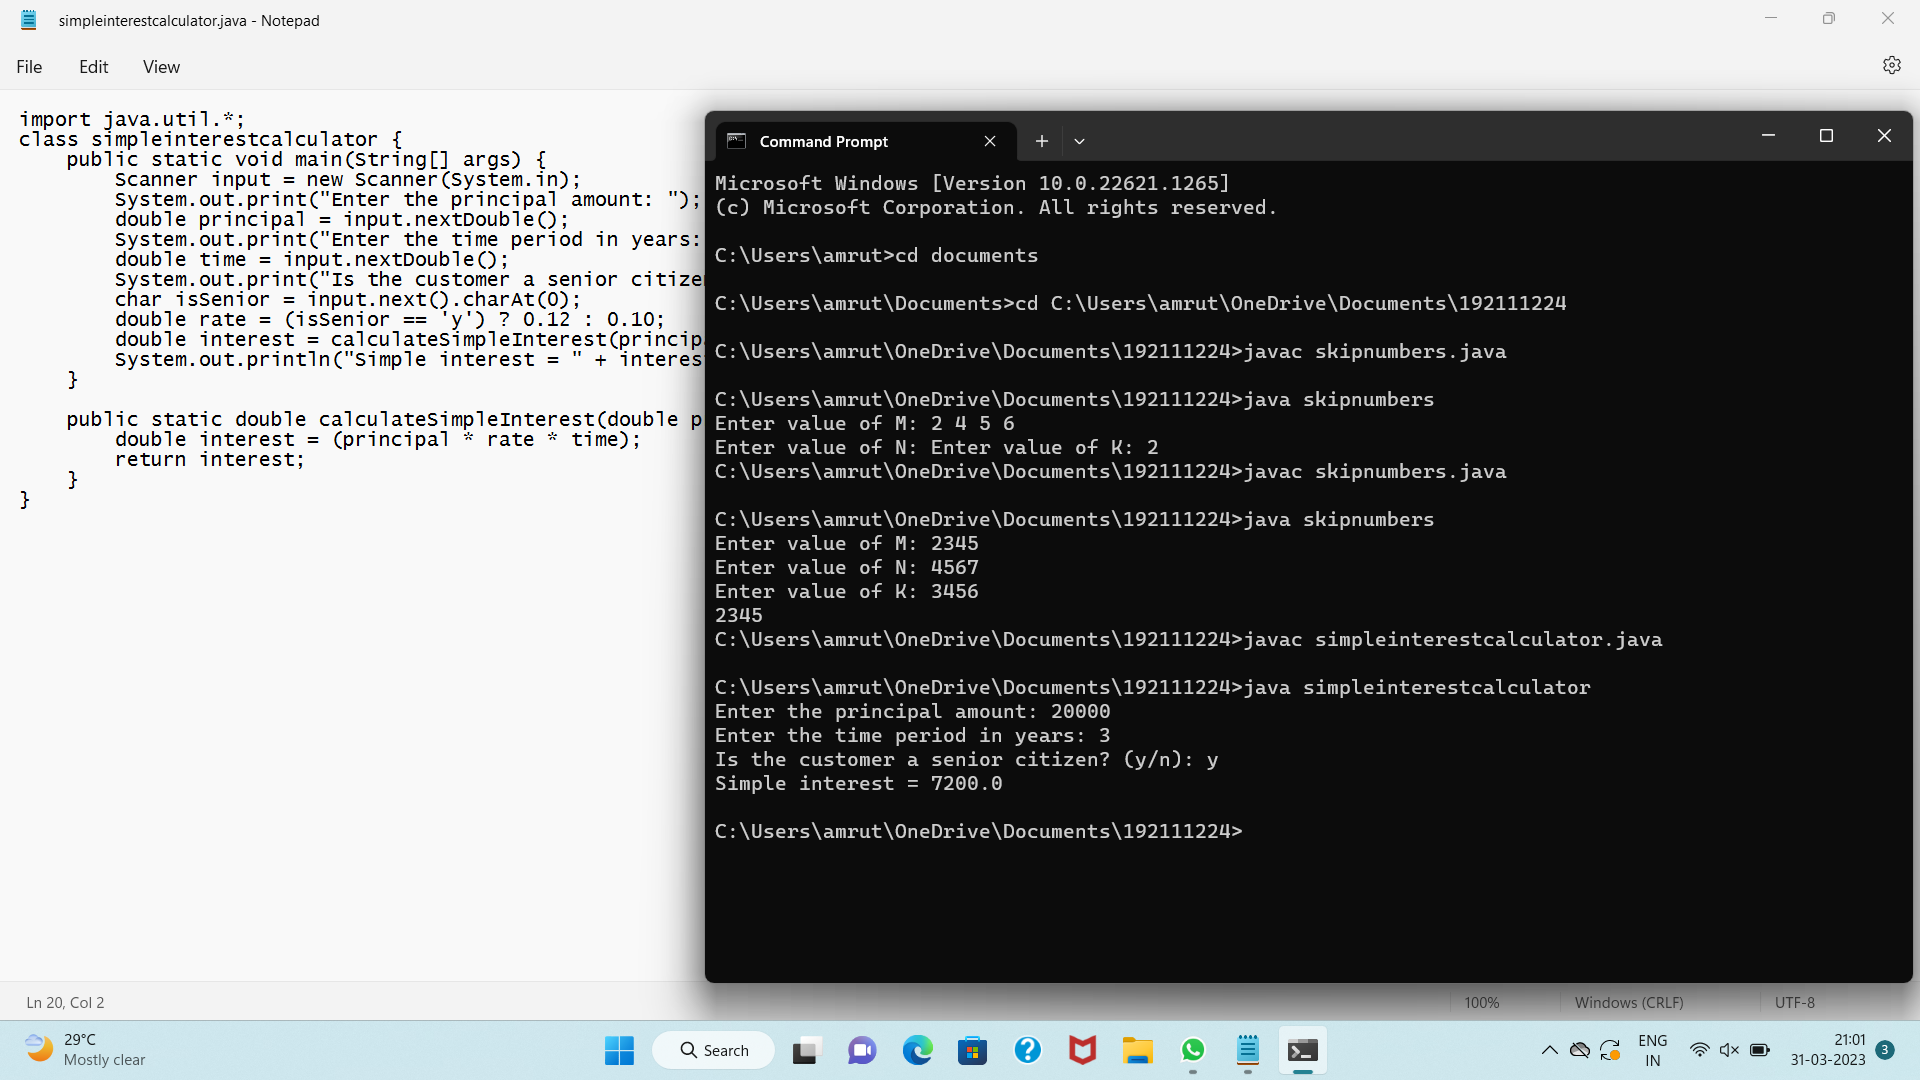 simpleinterestcalculator.java - Notepad
File Edit View
import java.util.*;
class simpleinterestcalculator {
    public static void main(String[] args) {
        Scanner input = new Scanner(System.in);
        System.out.print("Enter the principal amount: ");
        double principal = input.nextDouble();
        System.out.print("Enter the time period in years:
        double time = input.nextDouble();
        System.out.print("Is the customer a senior citizen
        char isSenior = input.next().charAt(0);
        double rate = (isSenior == 'y') ? 0.12 : 0.10;
        double interest = calculateSimpleInterest(princip
        System.out.println("Simple interest = " + interes
    }
    public static double calculateSimpleInterest(double p
        double interest = (principal * rate * time);
        return interest;
    }
}
Command Prompt
Microsoft Windows [Version 10.0.22621.1265]
(c) Microsoft Corporation. All rights reserved.
C:\Users\amrut>cd documents
C:\Users\amrut\Documents>cd C:\Users\amrut\OneDrive\Documents\192111224
C:\Users\amrut\OneDrive\Documents\192111224>javac skipnumbers.java
C:\Users\amrut\OneDrive\Documents\192111224>java skipnumbers
Enter value of M: 2 4 5 6
Enter value of N: Enter value of K: 2
C:\Users\amrut\OneDrive\Documents\192111224>javac skipnumbers.java
C:\Users\amrut\OneDrive\Documents\192111224>java skipnumbers
Enter value of M: 2345
Enter value of N: 4567
Enter value of K: 3456
2345
C:\Users\amrut\OneDrive\Documents\192111224>javac simpleinterestcalculator.java
C:\Users\amrut\OneDrive\Documents\192111224>java simpleinterestcalculator
Enter the principal amount: 20000
Enter the time period in years: 3
Is the customer a senior citizen? (y/n): y
Simple interest = 7200.0
C:\Users\amrut\OneDrive\Documents\192111224>
Ln 20, Col 2
100%
Windows (CRLF)
UTF-8
29°C
Mostly clear
Search
ENG
IN
21:01
31-03-2023
3